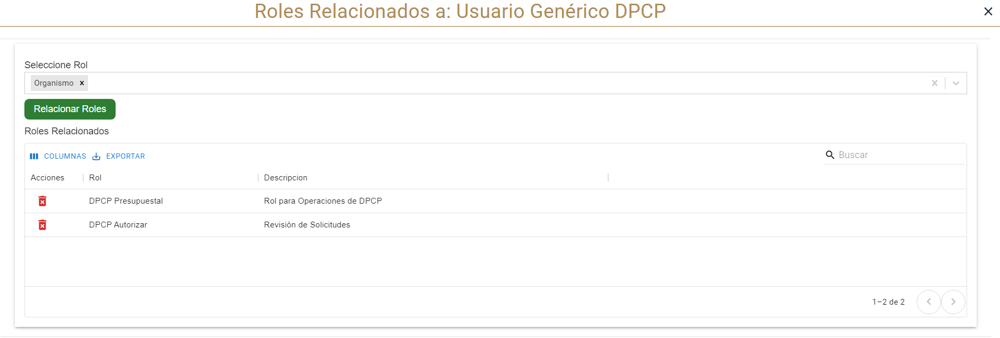 Roles Relacionados a: Usuario Genérico DPCP
Seleccione Rol
Organismo
Relacionar Roles
Roles Relacionados
COLUMNAS EXPORTAR Buscar
Acciones Rol Descripcion
DPCP Presupuestal Rol para Operaciones de DPCP
DPCP Autorizar Revisión de Solicitudes
1–2 de 2